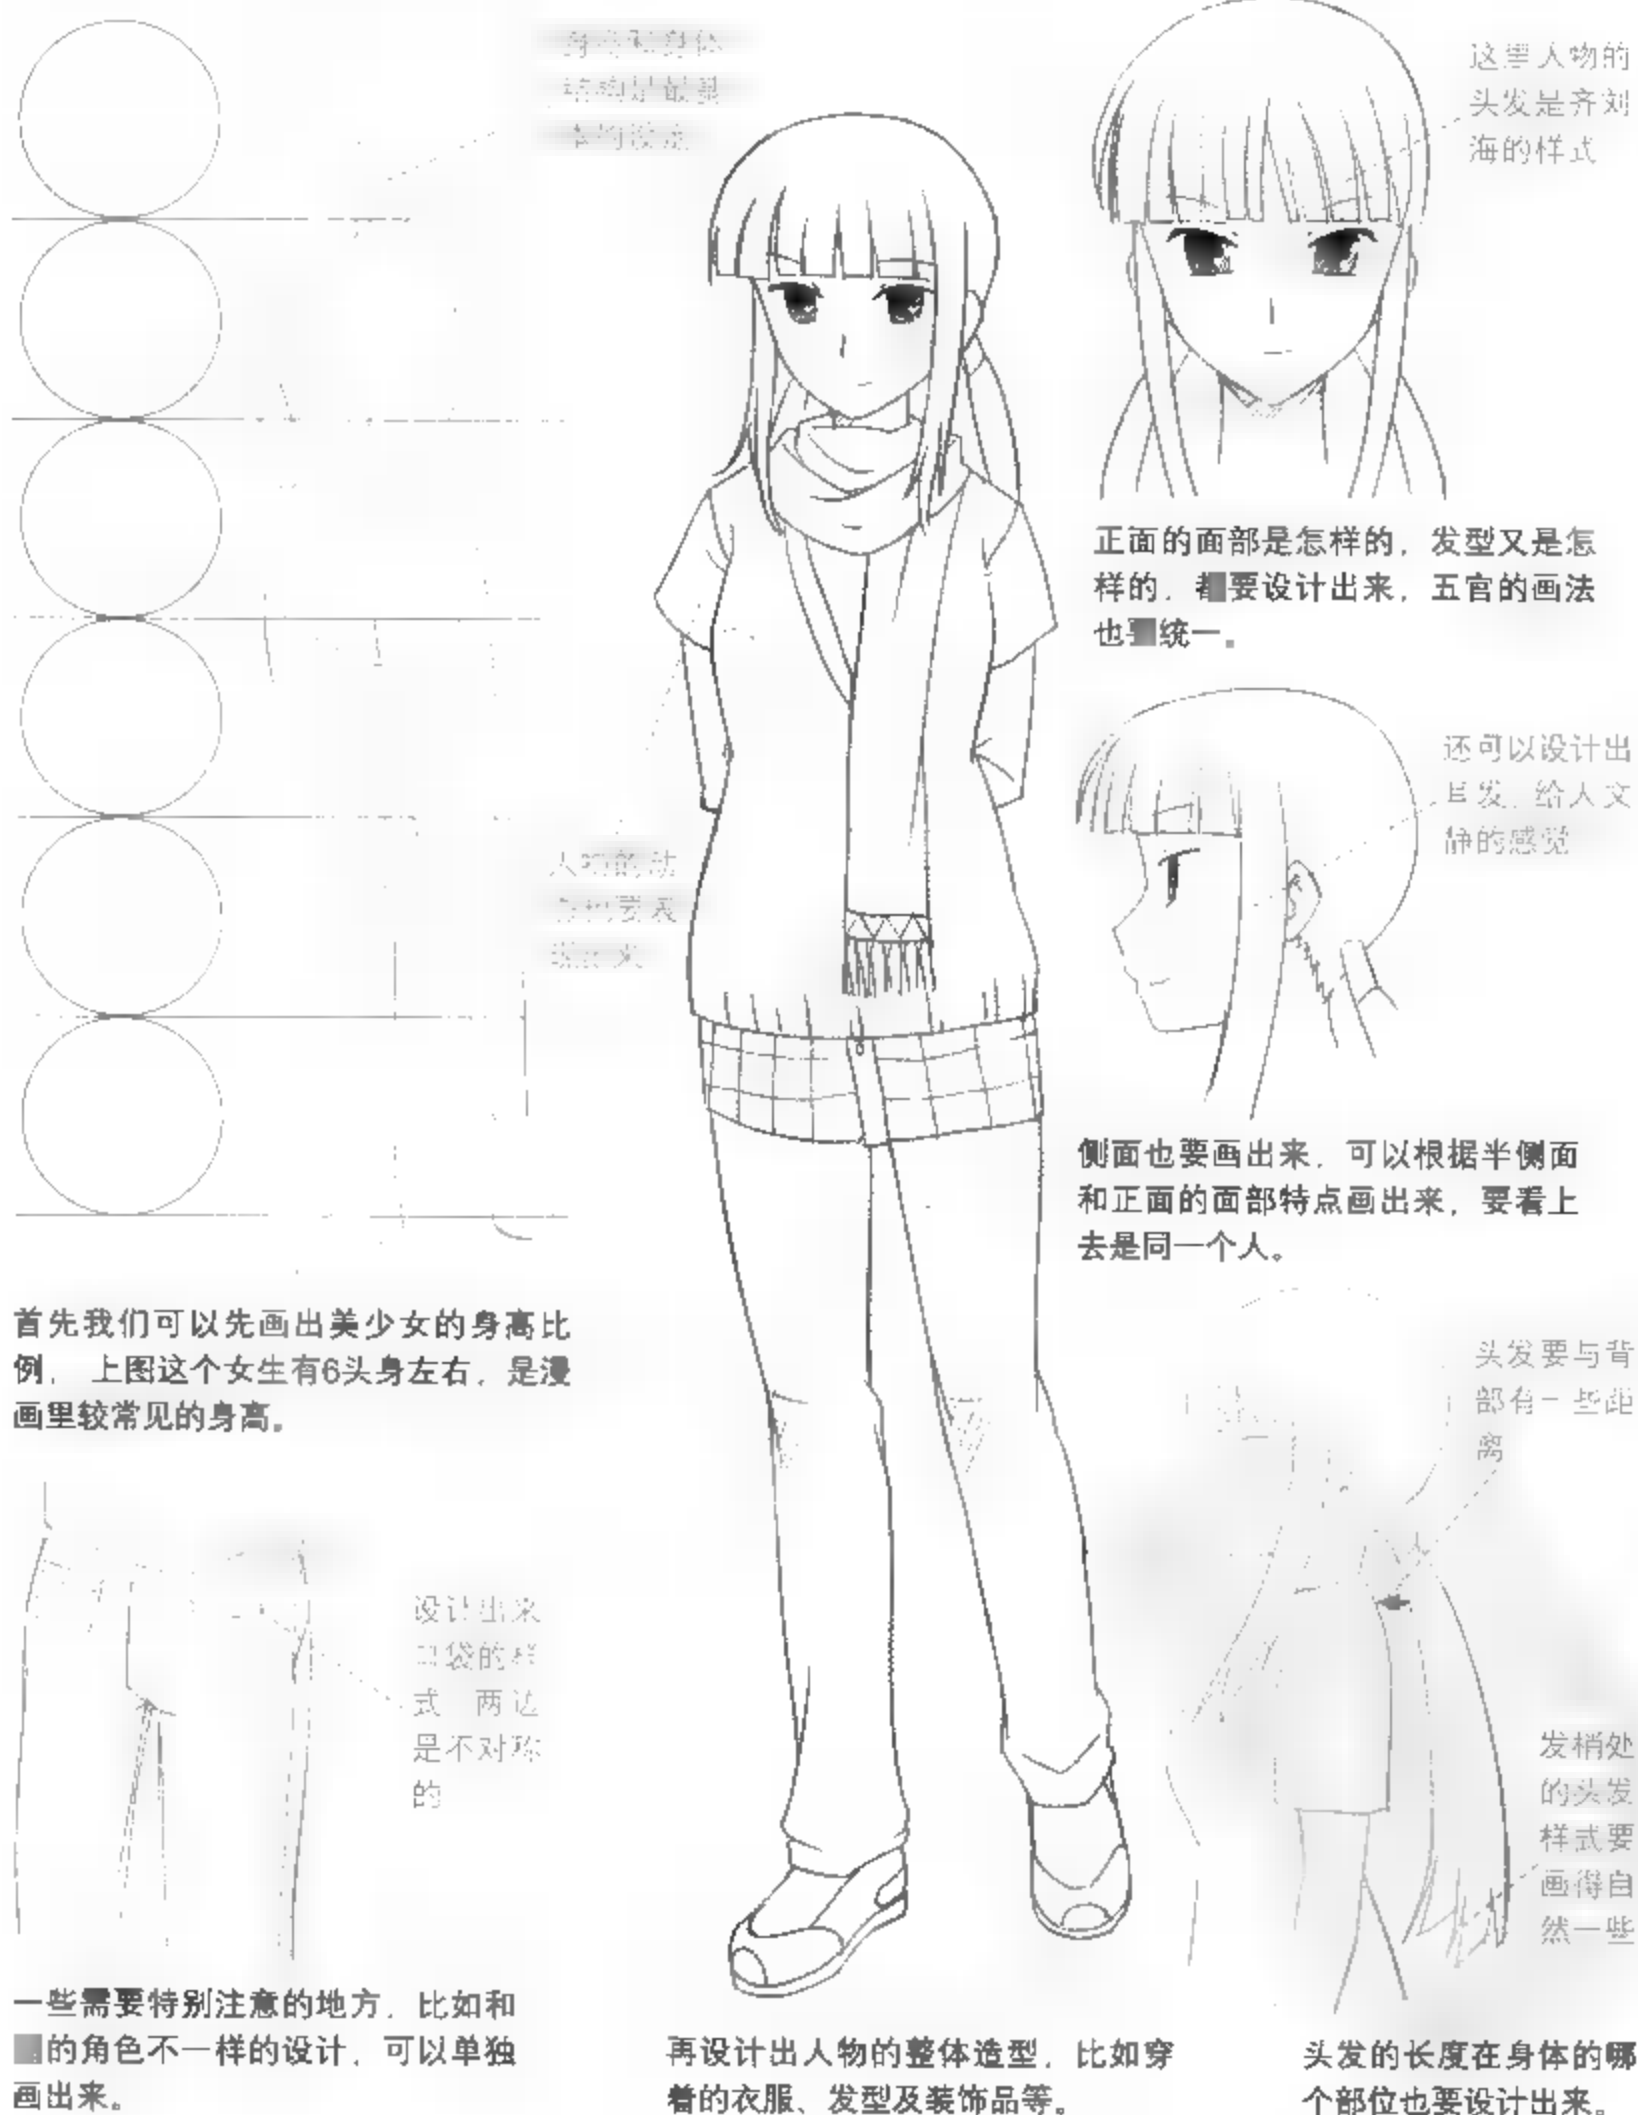 这里人物的
头发是齐刘
海的样式
正面的面部是怎样的，发型又是怎
样的，都要设计出来，五官的画法
也要统一。
还可以设计出
耳发，给人文
静的感觉
侧面也要画出来，可以根据半侧面
和正面的面部特点画出来，要看上
去是同一个人。
首先我们可以先画出美少女的身高比
例，上图这个女生有6头身左右，是漫
画里较常见的身高。
头发要与背
部有一些距
离
设计出来
口袋的样
式 两边
是不对称
的
发梢处
的头发
样式要
画得自
然一些
一些需要特别注意的地方，比如和
的角色不一样的设计，可以单独
画出来。
再设计出人物的整体造型，比如穿
着的衣服、发型及装饰品等。
头发的长度在身体的哪
个部位也要设计出来。